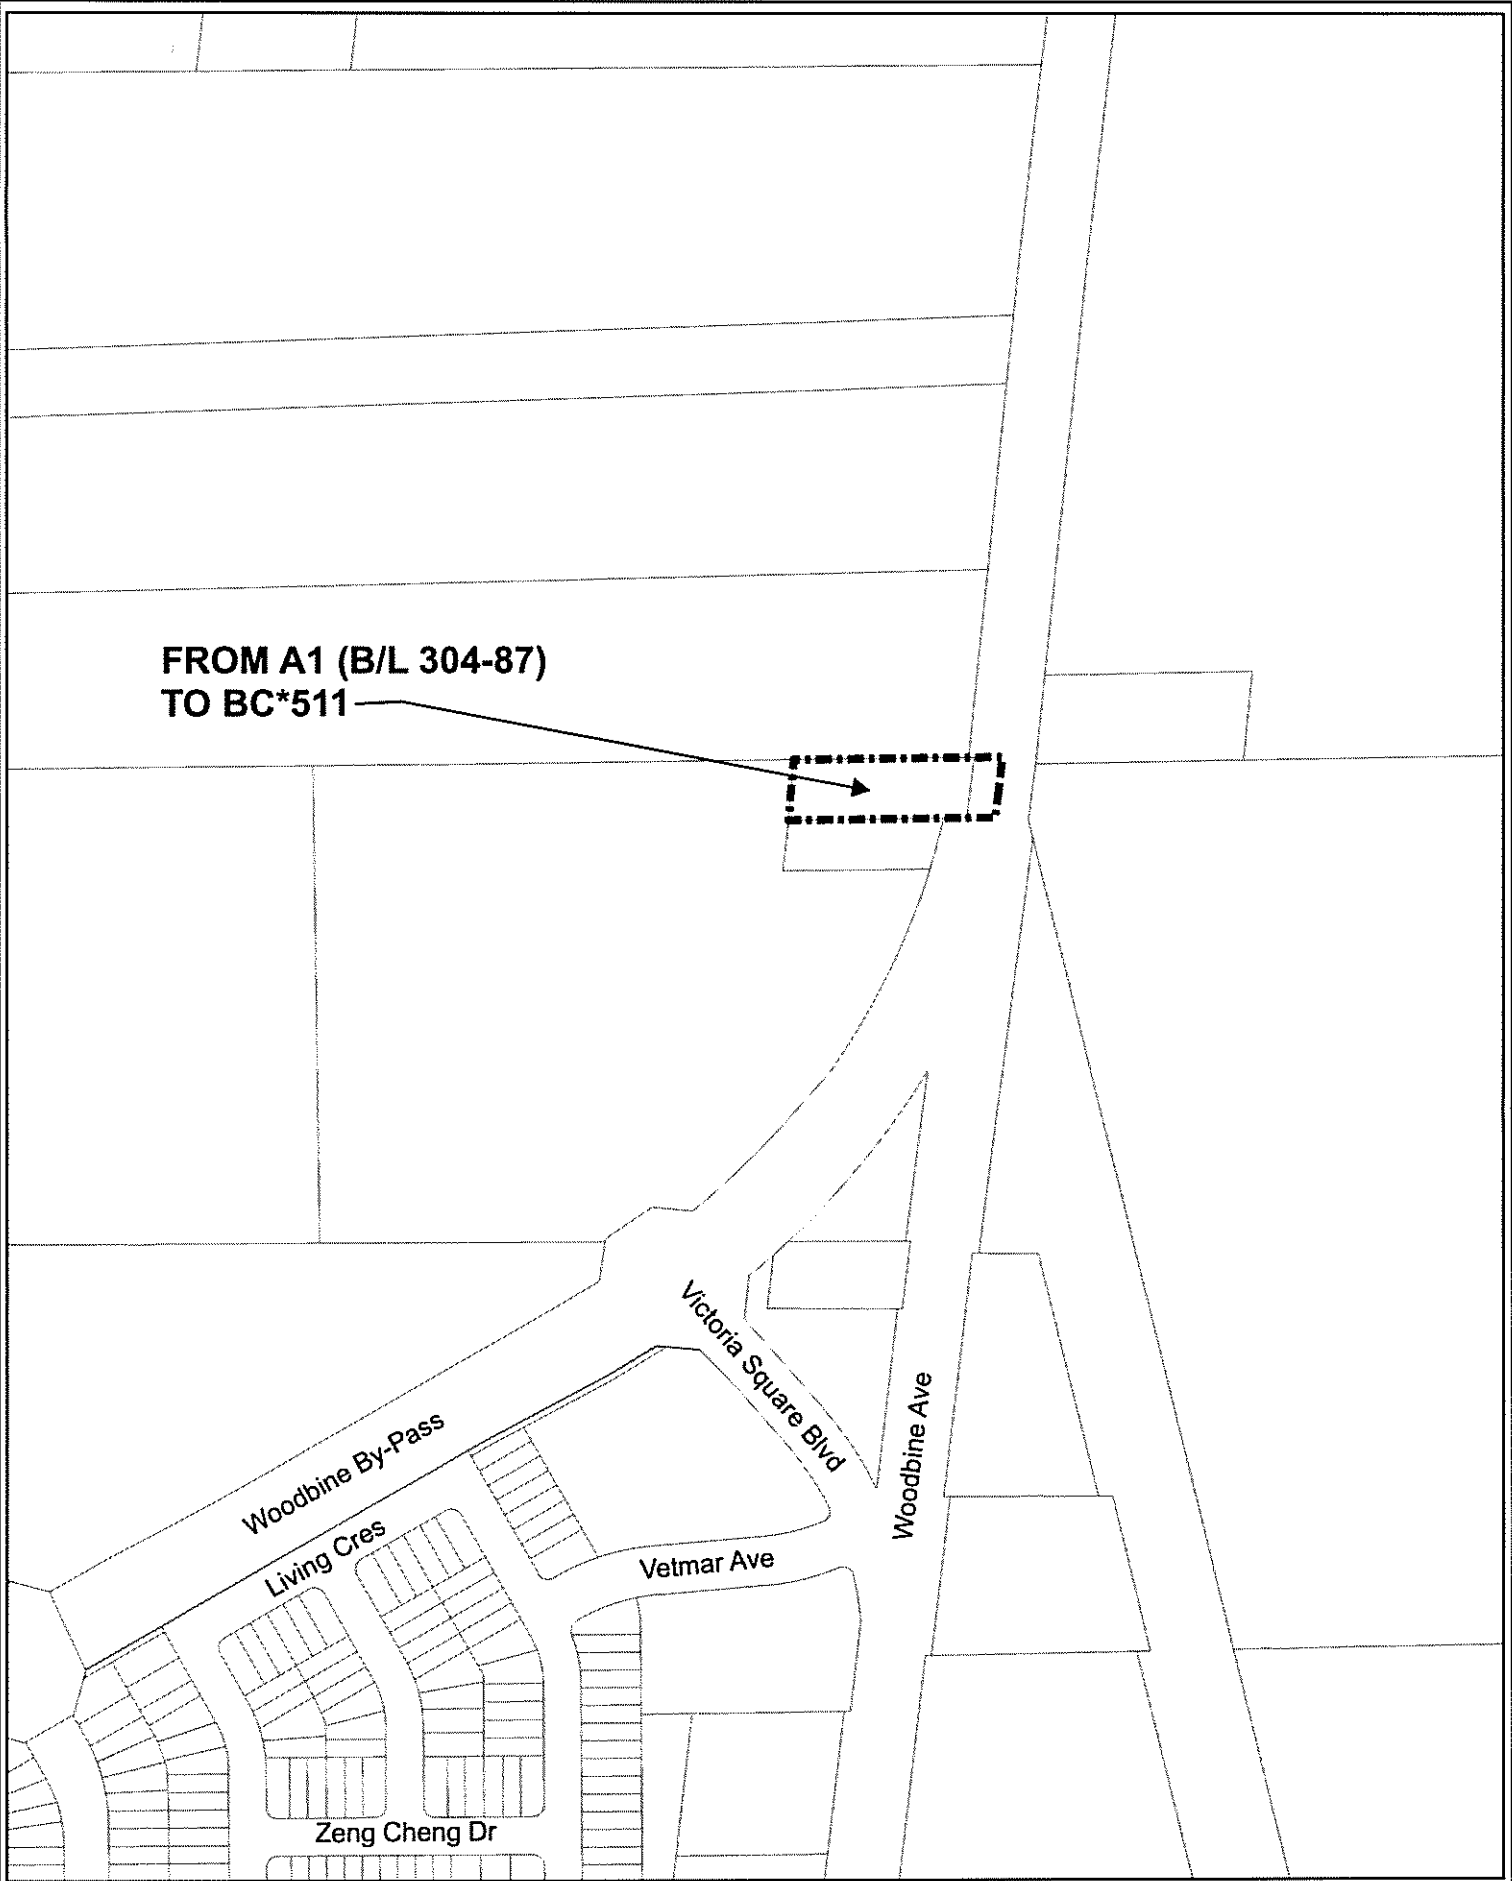 FROM A1 (B/L 304-87)
TO BC*511
Victoria Square Blvd
Woodbine Ave
Woodbine By-Pass
Living Cres
Vetmar Ave
Zeng Cheng Dr